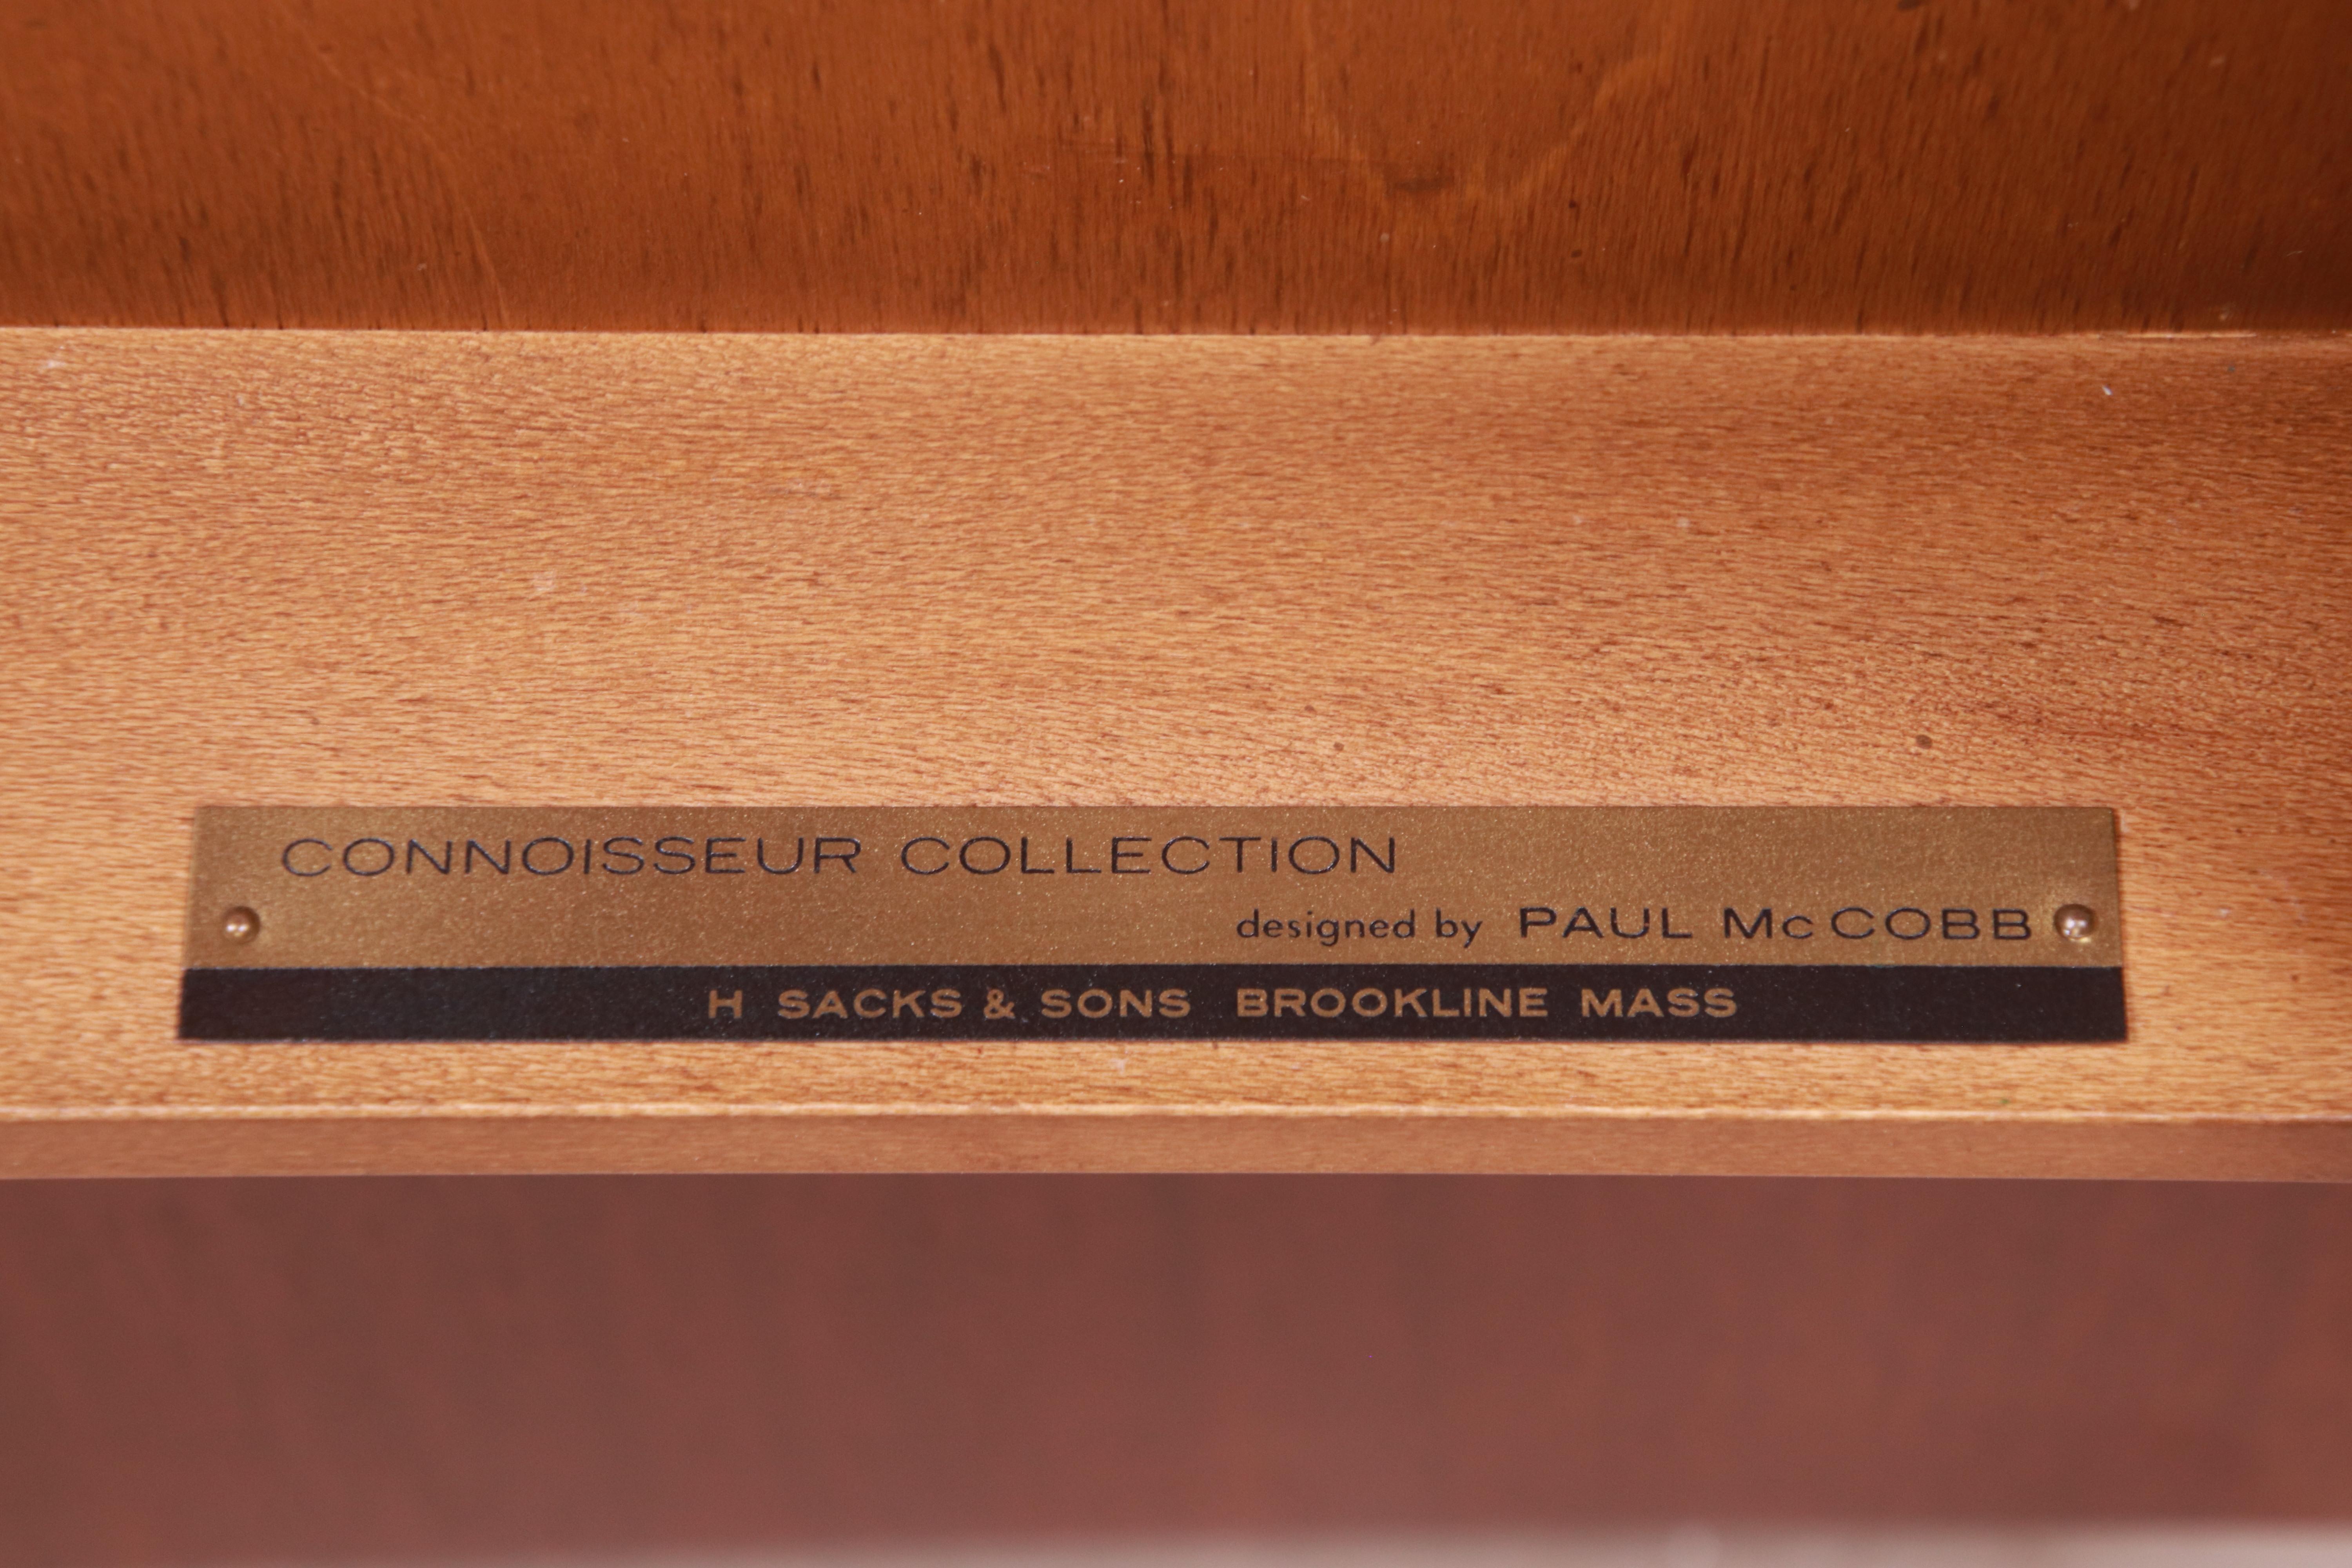 CONNOISSEUR COLLECTION
designed by PAUL McCOBB
H SACKS & SONS BROOKLINE MASS